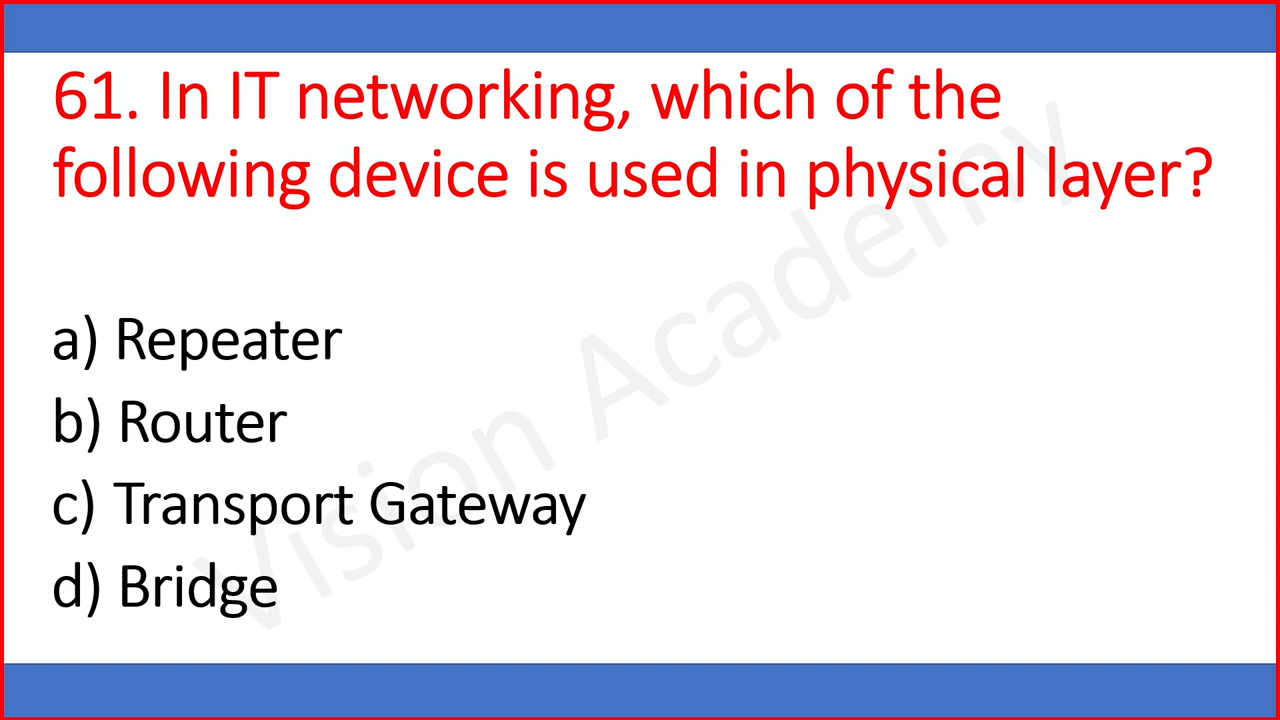 61. In IT networking, which of the
following device is used in physical layer?
a) Repeater
b) Router
c) Transport Gateway
d) Bridge
Vision Academy